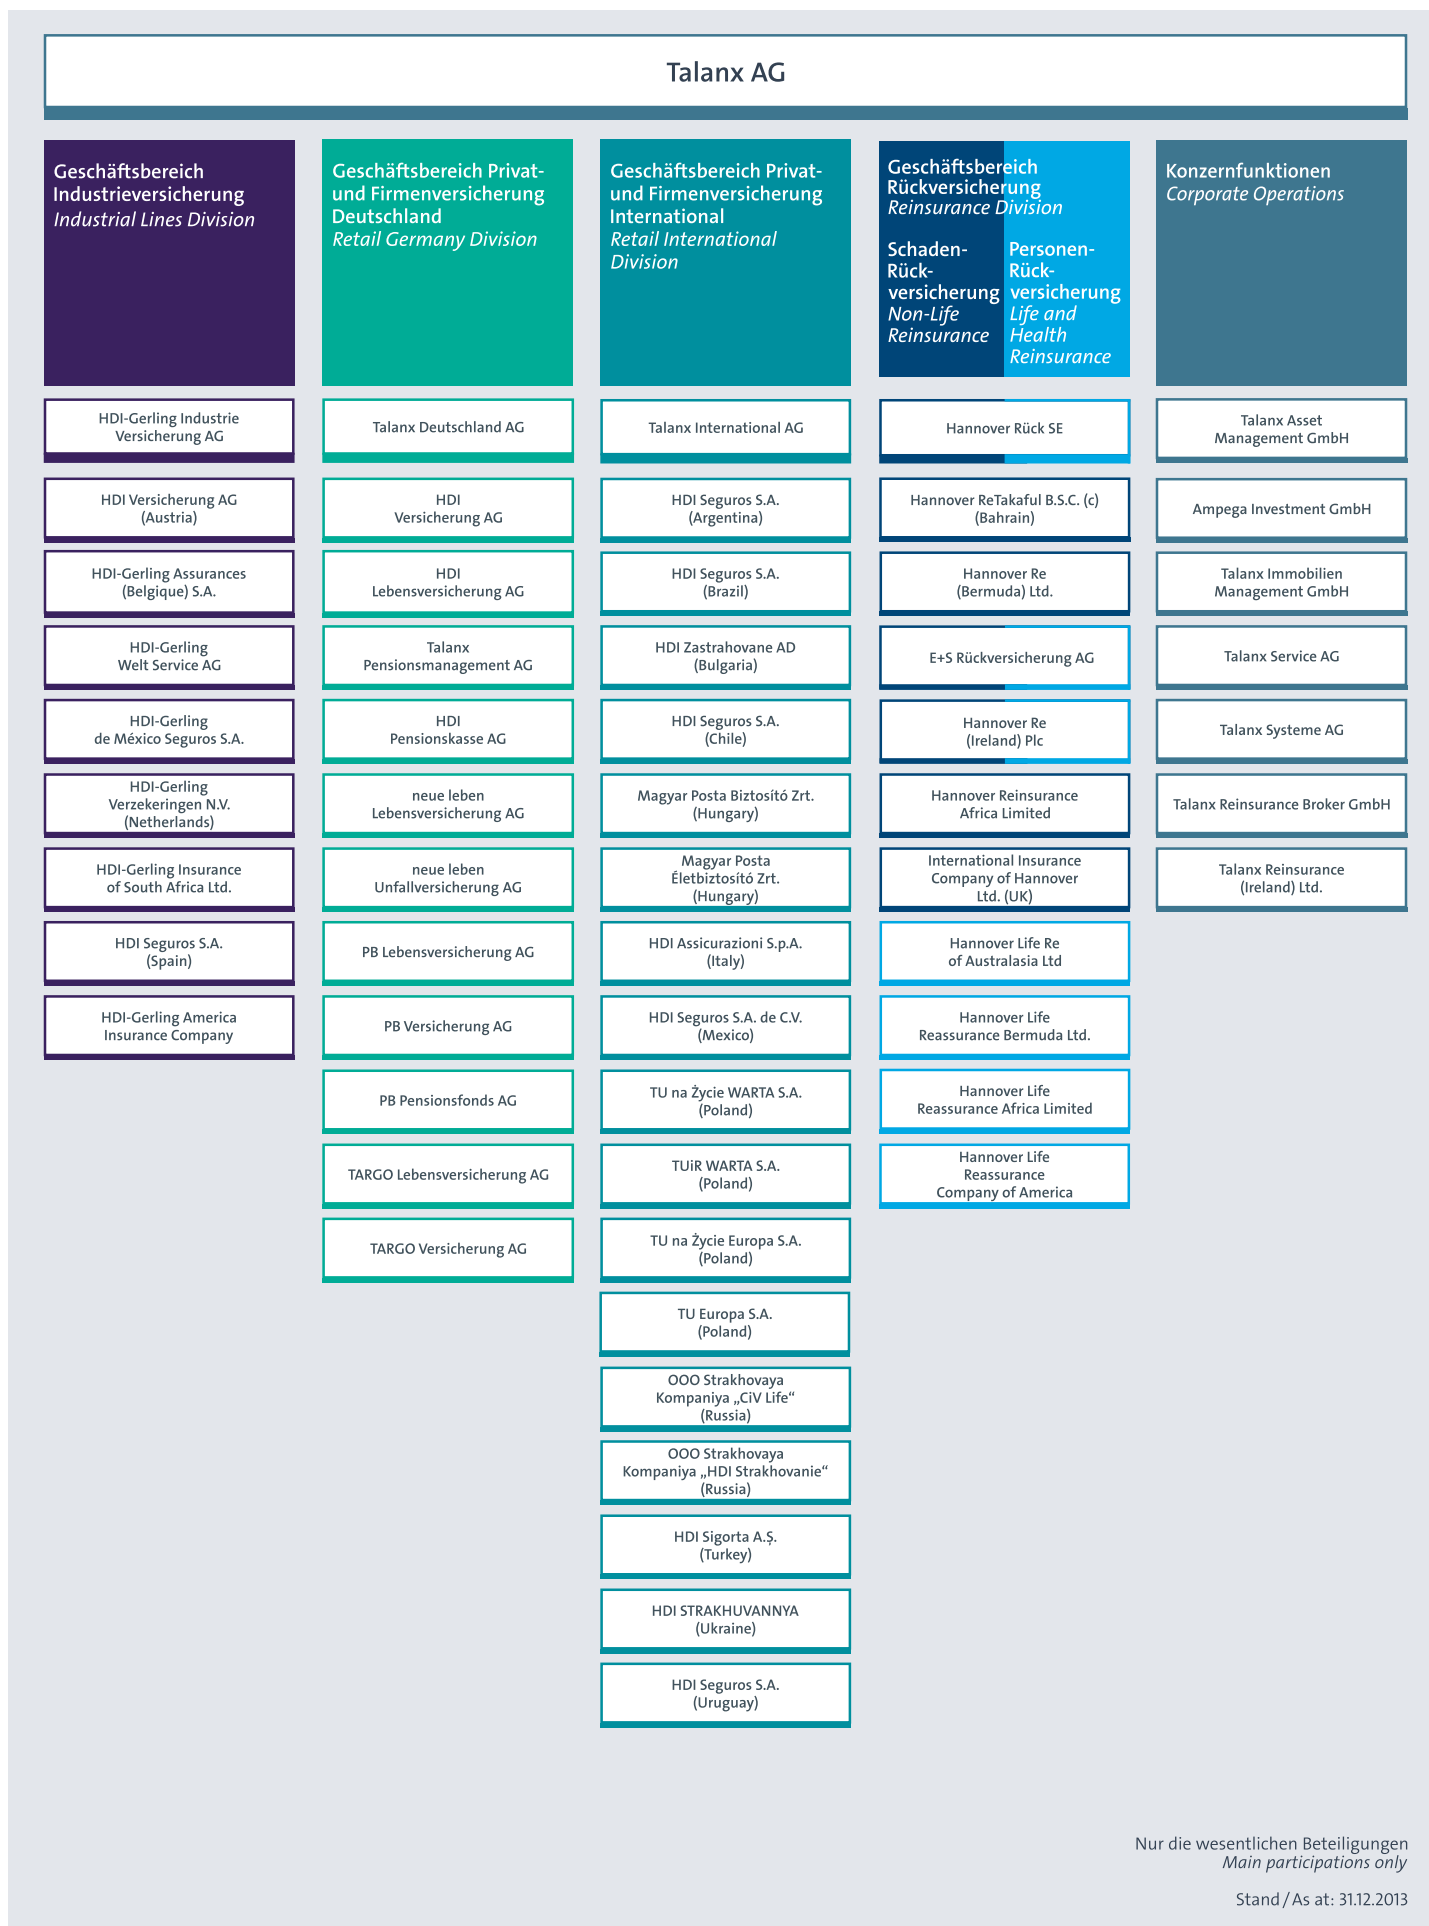 Talanx AG
Geschäftsbereich
Industrieversicherung
Industrial Lines Division
Geschäftsbereich Privat-
und Firmenversicherung
Deutschland
Retail Germany Division
Geschäftsbereich Privat-
und Firmenversicherung
International
Retail International
Division
Geschäftsbereich
Rückversicherung
Reinsurance Division
Schaden-
Rück-
versicherung
Non-Life
Reinsurance
Personen-
Rück-
versicherung
Life and
Health
Reinsurance
Konzernfunktionen
Corporate Operations
HDI-Gerling Industrie
Versicherung AG
HDI Versicherung AG
(Austria)
HDI-Gerling Assurances
(Belgique) S.A.
HDI-Gerling
Welt Service AG
HDI-Gerling
de México Seguros S.A.
HDI-Gerling
Verzekeringen N.V.
(Netherlands)
HDI-Gerling Insurance
of South Africa Ltd.
HDI Seguros S.A.
(Spain)
HDI-Gerling America
Insurance Company
Talanx Deutschland AG
HDI
Versicherung AG
HDI
Lebensversicherung AG
Talanx
Pensionsmanagement AG
HDI
Pensionskasse AG
neue leben
Lebensversicherung AG
neue leben
Unfallversicherung AG
PB Lebensversicherung AG
PB Versicherung AG
PB Pensionsfonds AG
TARGO Lebensversicherung AG
TARGO Versicherung AG
Talanx International AG
HDI Seguros S.A.
(Argentina)
HDI Seguros S.A.
(Brazil)
HDI Zastrahovane AD
(Bulgaria)
HDI Seguros S.A.
(Chile)
Magyar Posta Biztosító Zrt.
(Hungary)
Magyar Posta
Életbiztosító Zrt.
(Hungary)
HDI Assicurazioni S.p.A.
(Italy)
HDI Seguros S.A. de C.V.
(Mexico)
TU na Życie WARTA S.A.
(Poland)
TUiR WARTA S.A.
(Poland)
TU na Życie Europa S.A.
(Poland)
TU Europa S.A.
(Poland)
OOO Strakhovaya
Kompaniya „CiV Life“
(Russia)
OOO Strakhovaya
Kompaniya „HDI Strakhovanie“
(Russia)
HDI Sigorta A.Ş.
(Turkey)
HDI STRAKHUVANNYA
(Ukraine)
HDI Seguros S.A.
(Uruguay)
Hannover Rück SE
Hannover ReTakaful B.S.C. (c)
(Bahrain)
Hannover Re
(Bermuda) Ltd.
E+S Rückversicherung AG
Hannover Re
(Ireland) Plc
Hannover Reinsurance
Africa Limited
International Insurance
Company of Hannover
Ltd. (UK)
Hannover Life Re
of Australasia Ltd
Hannover Life
Reassurance Bermuda Ltd.
Hannover Life
Reassurance Africa Limited
Hannover Life
Reassurance
Company of America
Talanx Asset
Management GmbH
Ampega Investment GmbH
Talanx Immobilien
Management GmbH
Talanx Service AG
Talanx Systeme AG
Talanx Reinsurance Broker GmbH
Talanx Reinsurance
(Ireland) Ltd.
Nur die wesentlichen Beteiligungen
Main participations only
Stand / As at: 31.12.2013